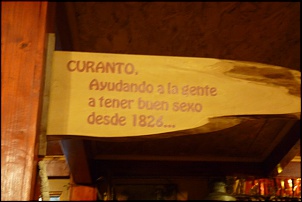 CURANTO,
Ayudando a la gente
a tener buen sexo
desde 1826...